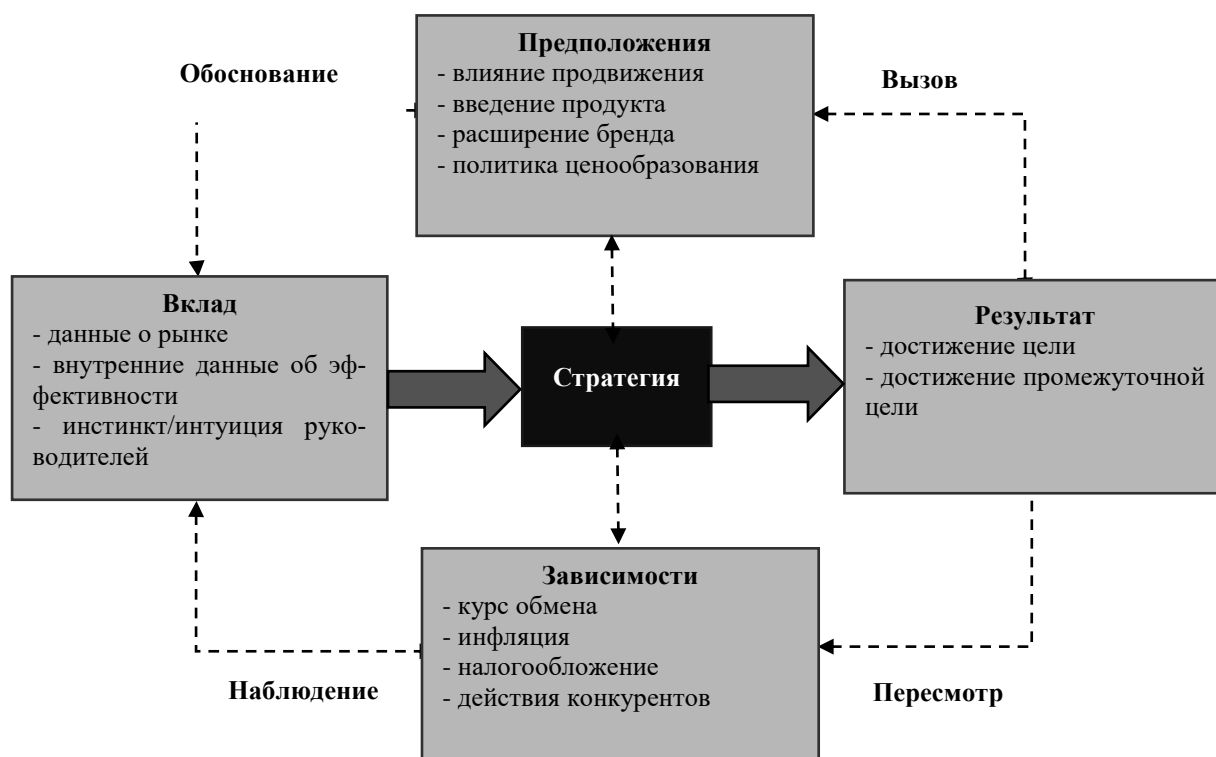 Обоснование
Предположения
- влияние продвижения
- введение продукта
- расширение бренда
- политика ценообразования
Вызов
Вклад
- данные о рынке
- внутренние данные об эф-
фективности
- инстинкт/интуиция руко-
водителей
Стратегия
Результат
- достижение цели
- достижение промежуточной
цели
Зависимости
- курс обмена
- инфляция
- налогообложение
- действия конкурентов
Наблюдение
Пересмотр